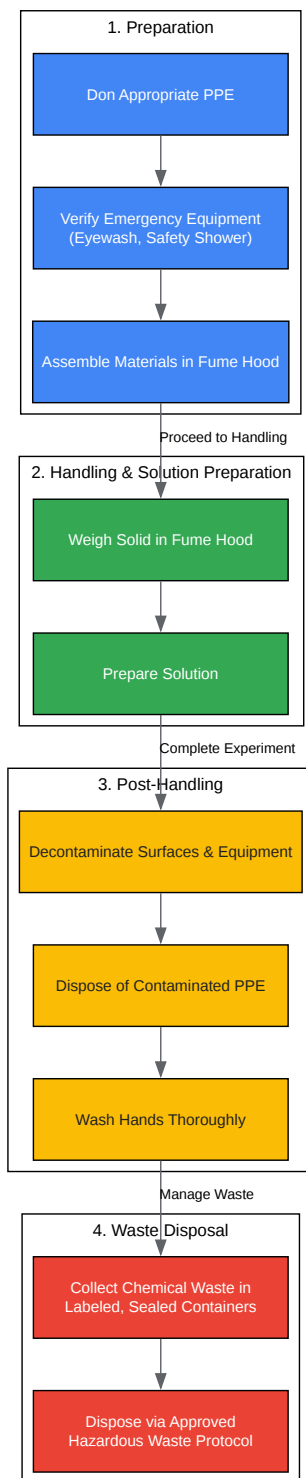 1. Preparation
Don Appropriate PPE
Verify Emergency Equipment
(Eyewash, Safety Shower)
Assemble Materials in Fume Hood
Proceed to Handling
2. Handling & Solution Preparation
Weigh Solid in Fume Hood
Prepare Solution
Complete Experiment
3. Post-Handling
Decontaminate Surfaces & Equipment
Dispose of Contaminated PPE
Wash Hands Thoroughly
Manage Waste
4. Waste Disposal
Collect Chemical Waste in
Labeled, Sealed Containers
Dispose via Approved
Hazardous Waste Protocol